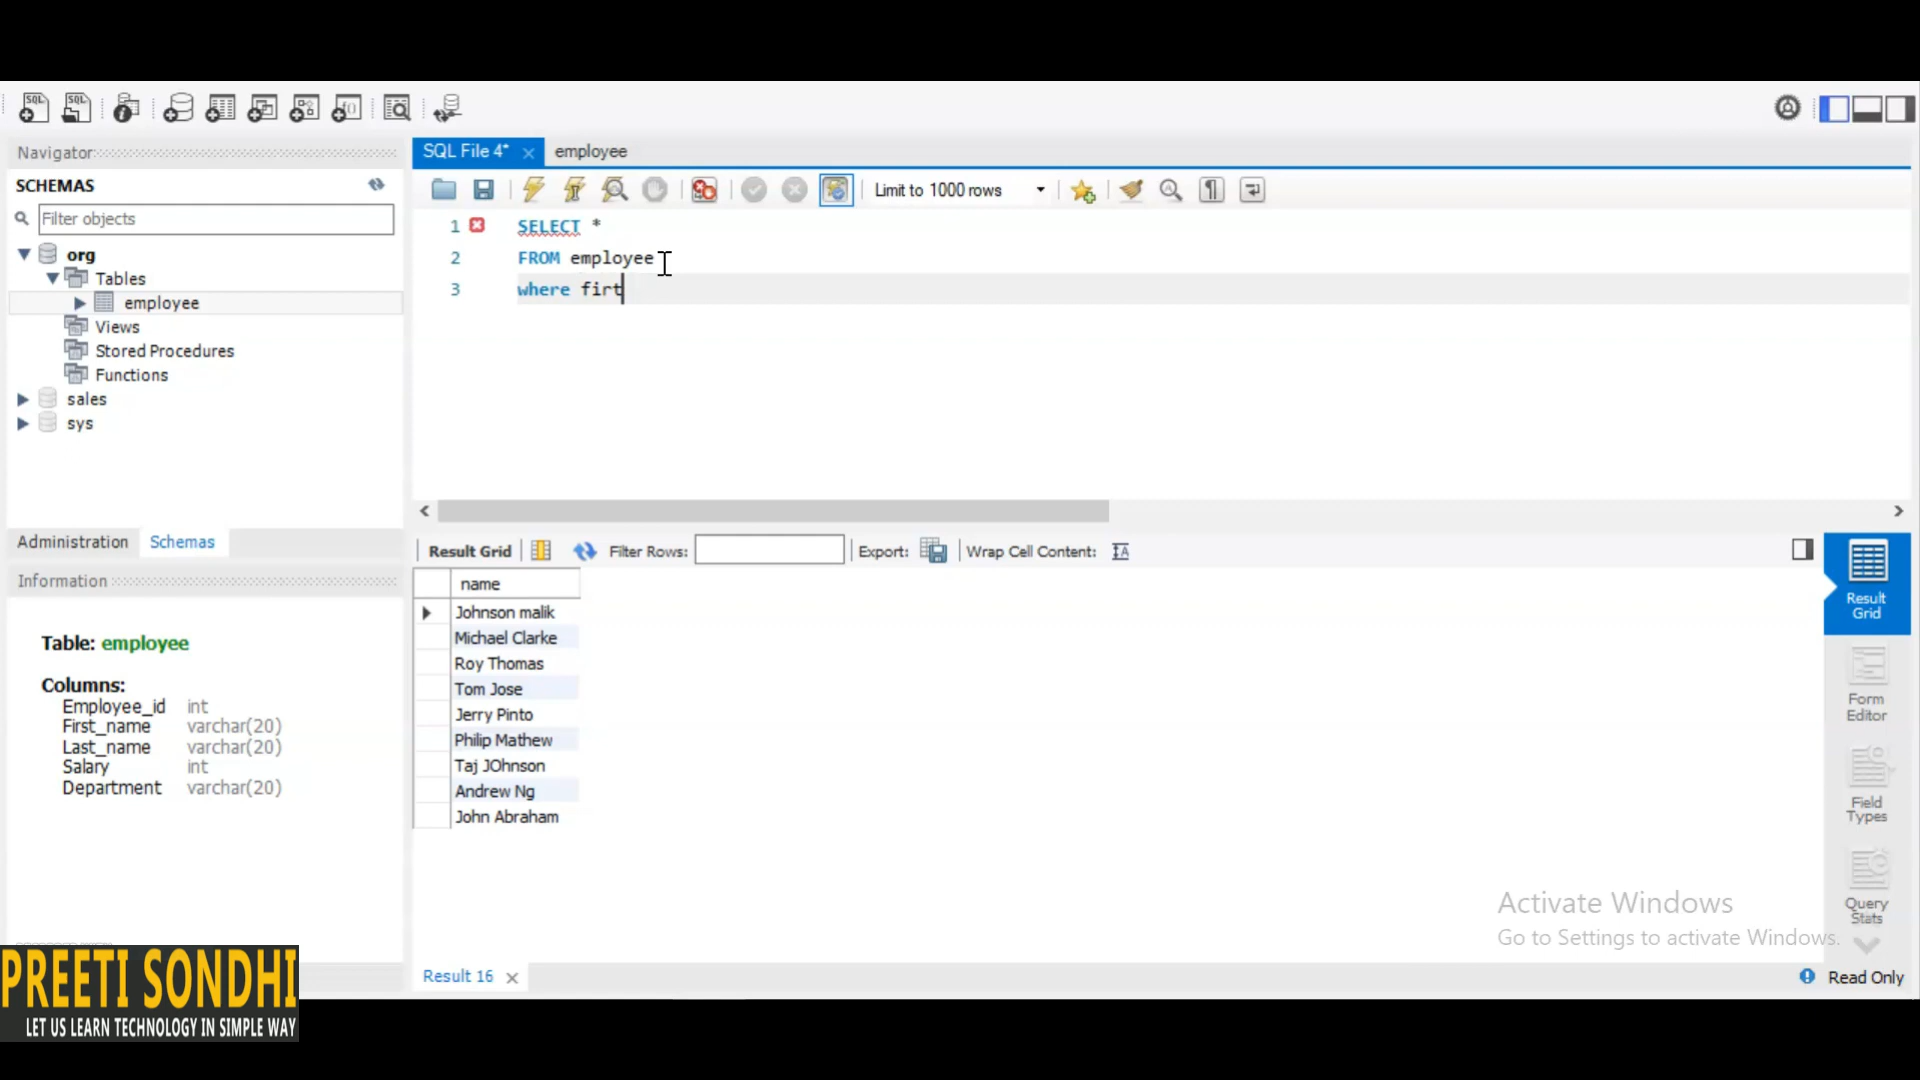 SQL
SQL
Navigator
SQL File 4*
employee
SCHEMAS
Limit to 1000 rows
Filter objects
1 SELECT *
2 FROM employee
3 where firt
org
Tables
employee
Views
Stored Procedures
Functions
sales
sys
Administration
Schemas
Result Grid
Filter Rows:
Export:
Wrap Cell Content:
Information
Table: employee
Columns:
Employee_id int
First_name varchar(20)
Last_name varchar(20)
Salary int
Department varchar(20)
name
Johnson malik
Michael Clarke
Roy Thomas
Tom Jose
Jerry Pinto
Philip Mathew
Taj JOhnson
Andrew Ng
John Abraham
Result
Grid
Form
Editor
Field
Types
Query
Stats
Activate Windows
Go to Settings to activate Windows.
Result 16
Read Only
PREETI SONDHI
LET US LEARN TECHNOLOGY IN SIMPLE WAY